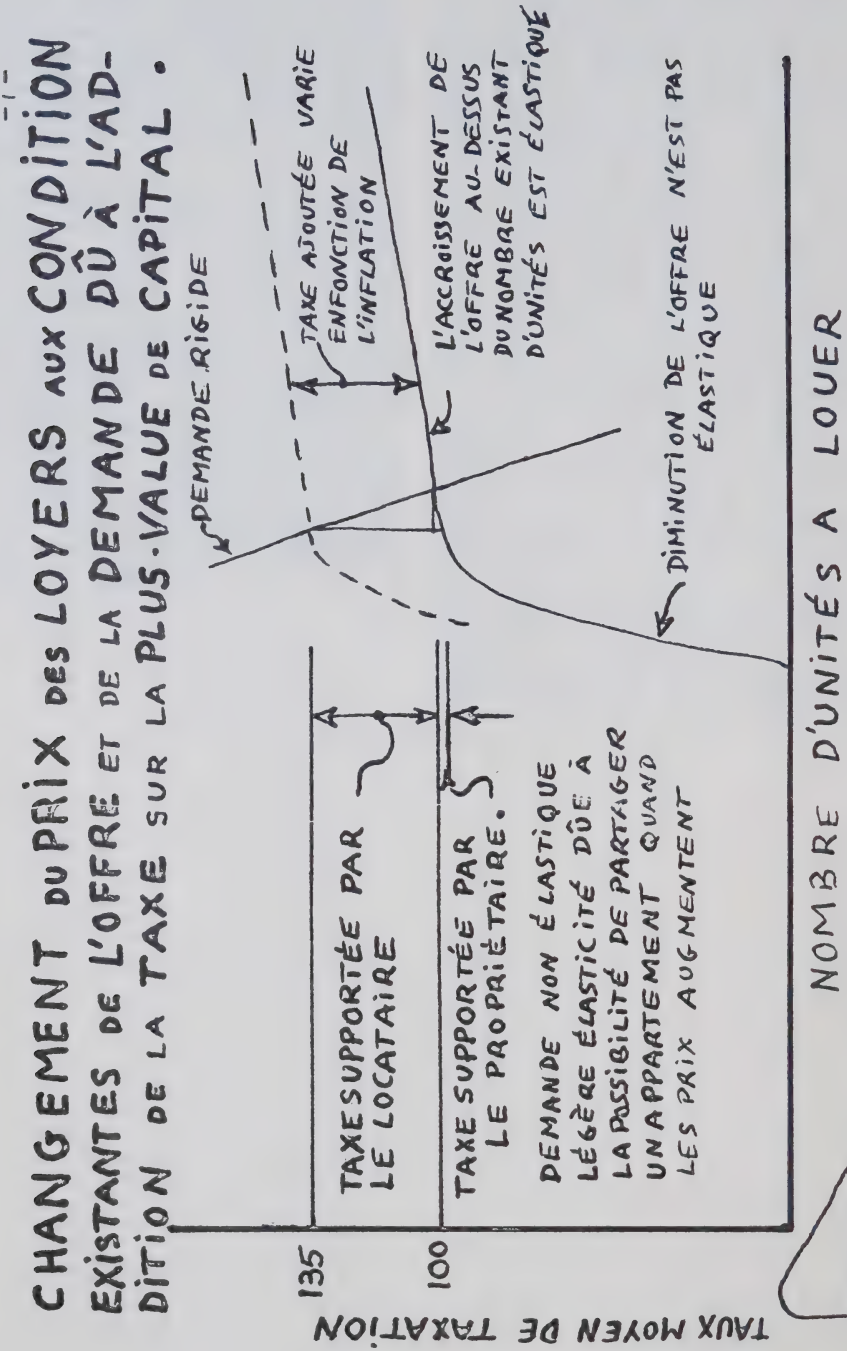 -1-
CHANGEMENT DU PRIX DES LOYERS AUX CONDITION
EXISTANTES DE L'OFFRE ET DE LA DEMANDE DÛ À L'AD-
DITION DE LA TAXE SUR LA PLUS-VALUE DE CAPITAL.
DEMANDE RIGIDE
TAXE AJOUTÉE VARIE
ENFONCTION DE
L'INFLATION
L'ACCROISSEMENT DE
L'OFFRE AU-DESSUS
DU NOMBRE EXISTANT
D'UNITÉS EST ÉLASTIQUE
DIMINUTION DE L'OFFRE N'EST PAS
ÉLASTIQUE
135
100
TAUX MOYEN DE TAXATION
TAXE SUPPORTÉE PAR
LE LOCATAIRE
TAXE SUPPORTÉE PAR
LE PROPRIÉTAIRE.
DEMANDE NON ÉLASTIQUE
LÉGÈRE ÉLASTICITÉ DÛE À
LA POSSIBILITÉ DE PARTAGER
UN APPARTEMENT QUAND
LES PRIX AUGMENTENT
NOMBRE D'UNITÉS A LOUER